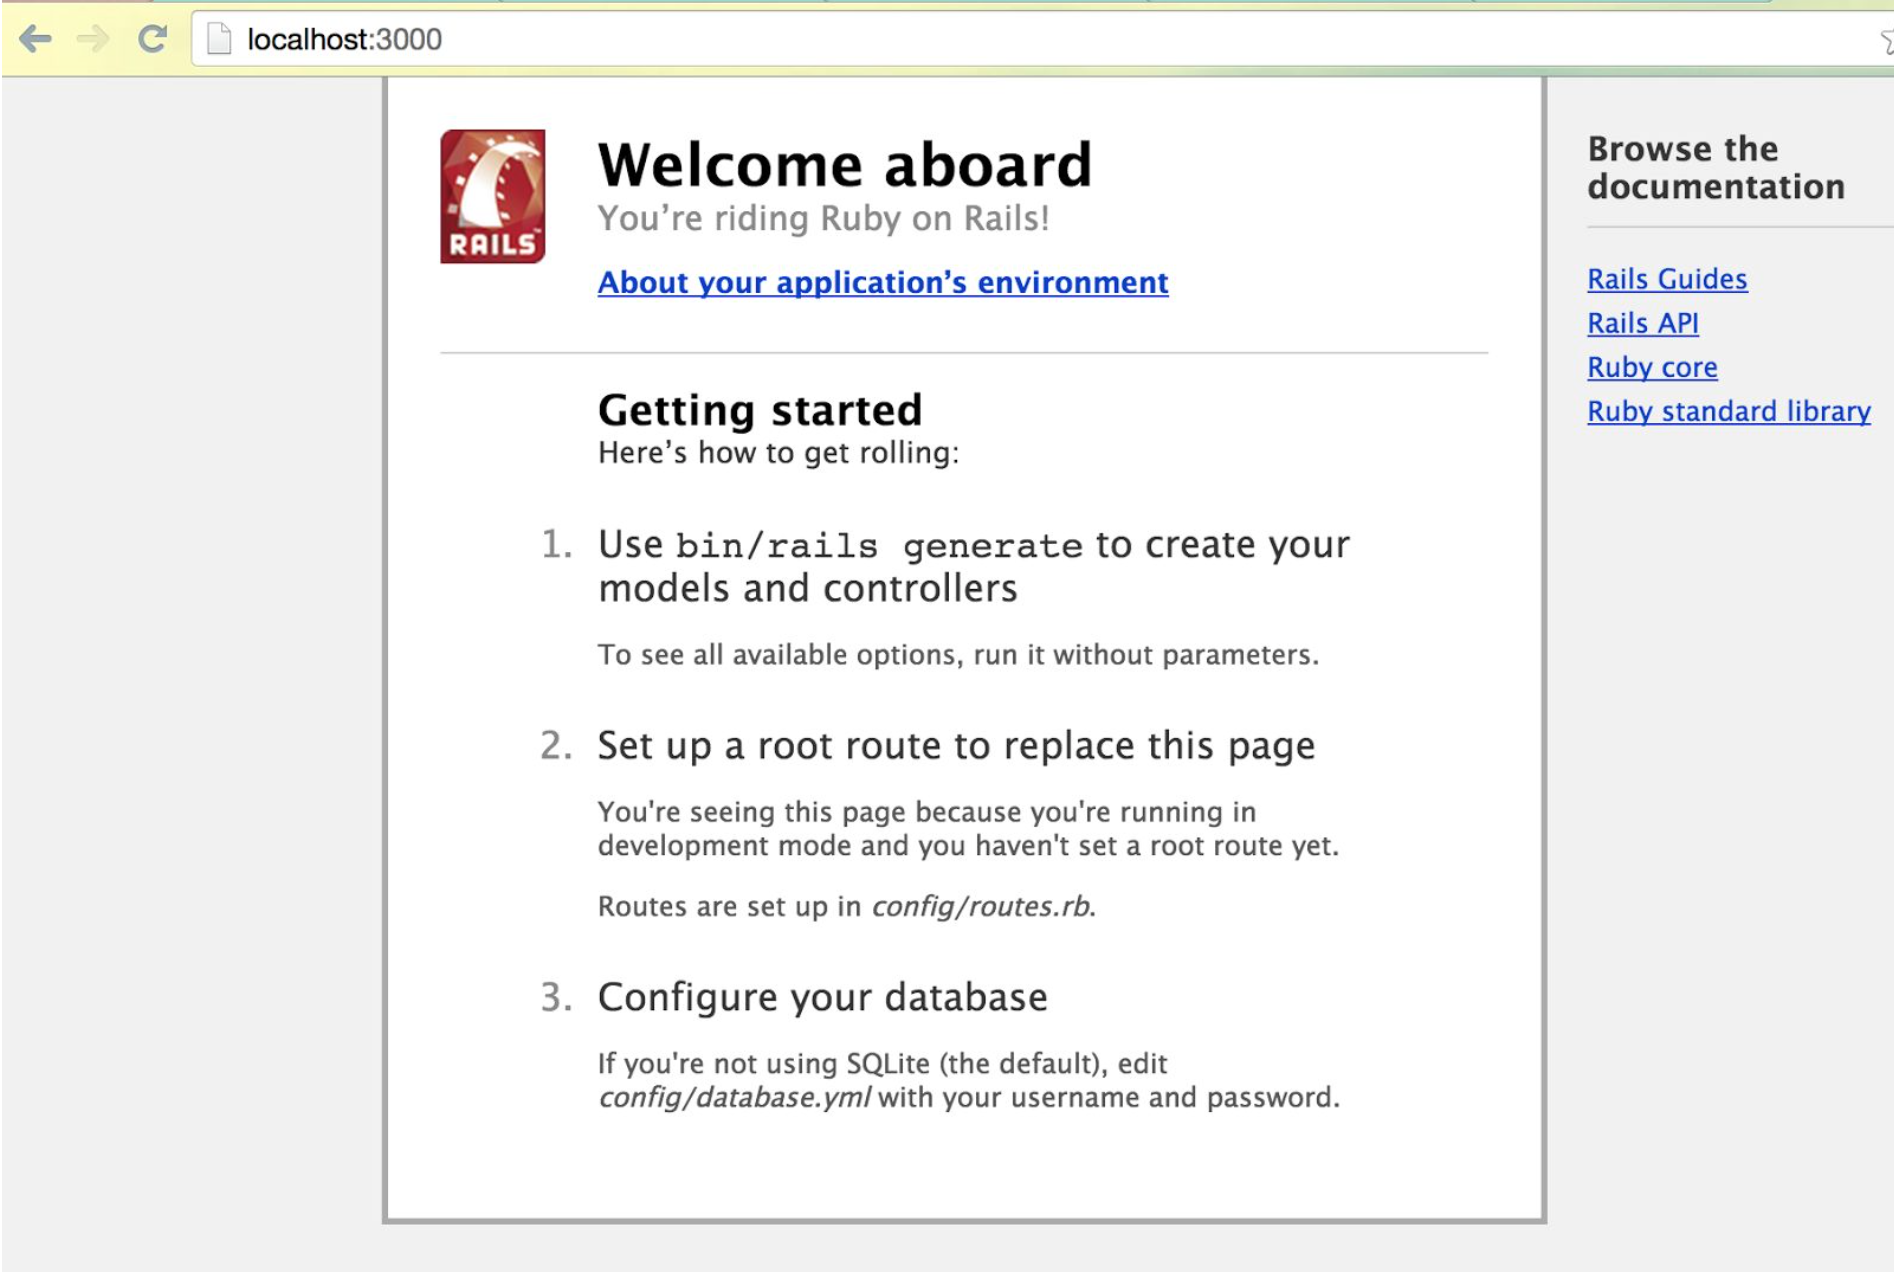 localhost:3000
RAILS
Welcome aboard
You’re riding Ruby on Rails!
About your application’s environment
Getting started
Here’s how to get rolling:
1. Use bin/rails generate to create your
models and controllers
To see all available options, run it without parameters.
2. Set up a root route to replace this page
You're seeing this page because you're running in
development mode and you haven't set a root route yet.
Routes are set up in config/routes.rb.
3. Configure your database
If you're not using SQLite (the default), edit
config/database.yml with your username and password.
Browse the
documentation
Rails Guides
Rails API
Ruby core
Ruby standard library